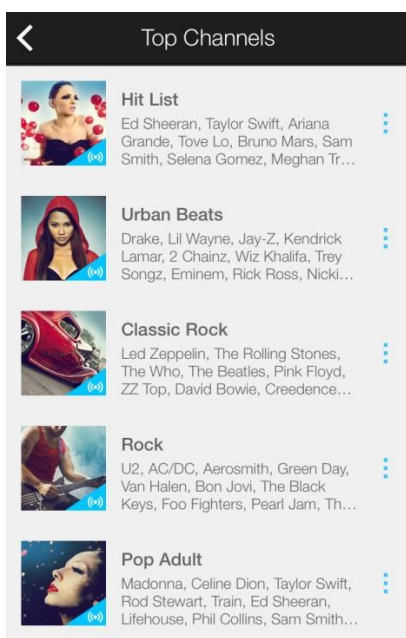 Top Channels
Hit List
Ed Sheeran, Taylor Swift, Ariana
Grande, Tove Lo, Bruno Mars, Sam
Smith, Selena Gomez, Meghan Tr…
Urban Beats
Drake, Lil Wayne, Jay-Z, Kendrick
Lamar, 2 Chainz, Wiz Khalifa, Trey
Songz, Eminem, Rick Ross, Nicki…
Classic Rock
Led Zeppelin, The Rolling Stones,
The Who, The Beatles, Pink Floyd,
ZZ Top, David Bowie, Creedence…
Rock
U2, AC/DC, Aerosmith, Green Day,
Van Halen, Bon Jovi, The Black
Keys, Foo Fighters, Pearl Jam, Th…
Pop Adult
Madonna, Celine Dion, Taylor Swift,
Rod Stewart, Train, Ed Sheeran,
Lifehouse, Phil Collins, Sam Smith…